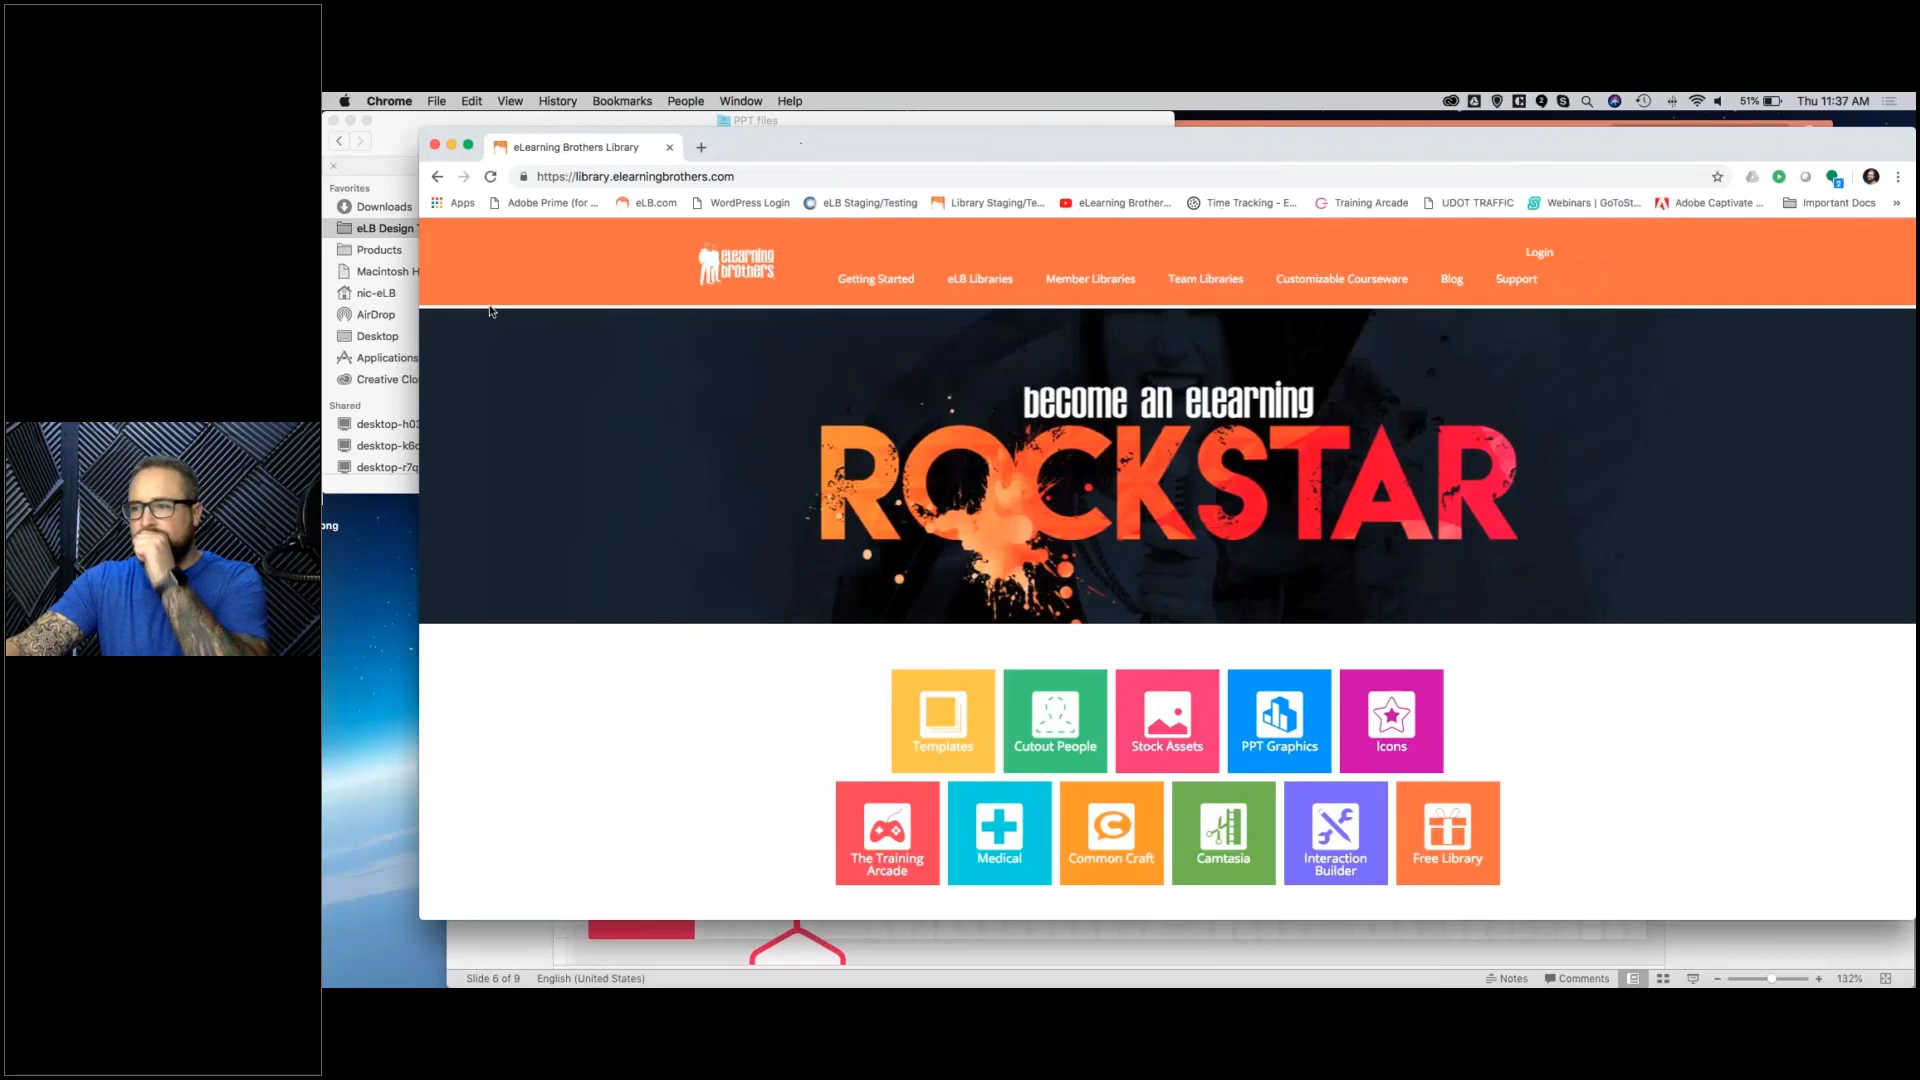 Chrome File Edit View History Bookmarks People Window Help
51% Thu 11:37 AM
PPT files
eLearning Brothers Library
https://library.elearningbrothers.com
2
Apps Adobe Prime (for ... eLB.com WordPress Login eLB Staging/Testing Library Staging/Te... eLearning Brother... Time Tracking - E... Training Arcade UDOT TRAFFIC Webinars | GoToSt... Adobe Captivate ... Important Docs »
Favorites
Downloads
eLB Design
Products
Macintosh H
nic-eLB
AirDrop
Desktop
Applications
Creative Clo
Shared
desktop-h03
desktop-k6
desktop-r7q
png
elearning
brothers
Login
Getting Started eLB Libraries Member Libraries Team Libraries Customizable Courseware Blog Support
become an elearning
ROCKSTAR
Templates Cutout People Stock Assets PPT Graphics Icons
The Training Arcade
Medical
Common Craft
Camtasia
Interaction Builder
Free Library
Slide 6 of 9 English (United States) Notes Comments 132%